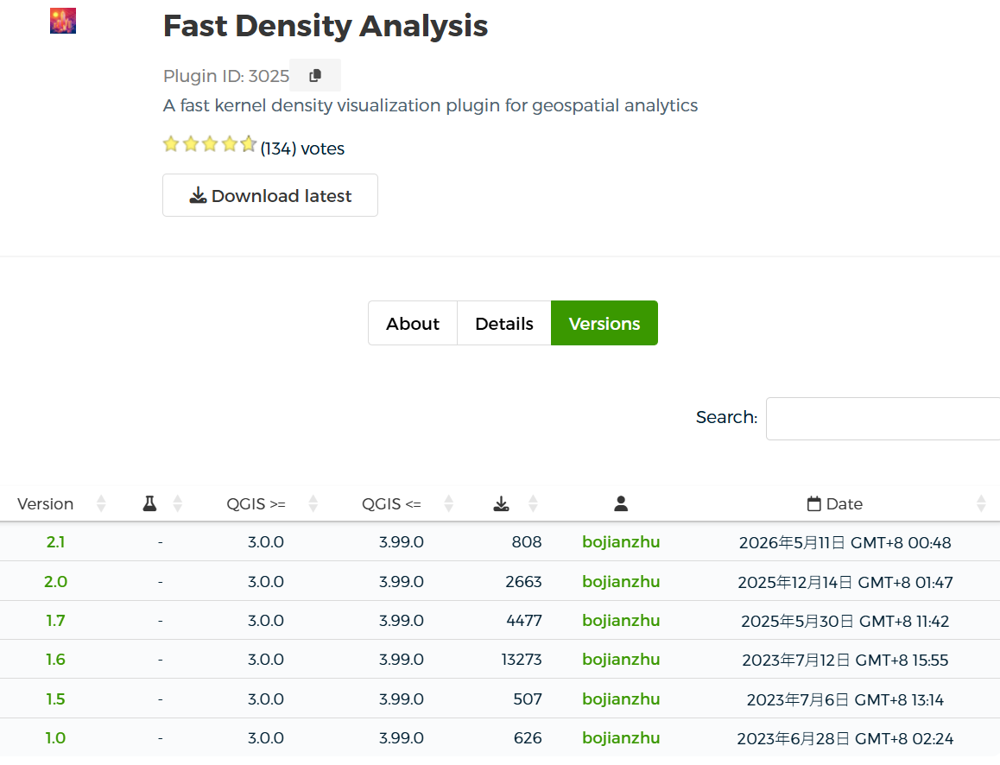 Fast Density Analysis
Plugin ID: 3025
A fast kernel density visualization plugin for geospatial analytics
(134) votes
Download latest
About Details Versions
Search:
Version QGIS >= QGIS <= Date
2.1 - 3.0.0 3.99.0 808 bojianzhu 2026年5月11日 GMT+8 00:48
2.0 - 3.0.0 3.99.0 2663 bojianzhu 2025年12月14日 GMT+8 01:47
1.7 - 3.0.0 3.99.0 4477 bojianzhu 2025年5月30日 GMT+8 11:42
1.6 - 3.0.0 3.99.0 13273 bojianzhu 2023年7月12日 GMT+8 15:55
1.5 - 3.0.0 3.99.0 507 bojianzhu 2023年7月6日 GMT+8 13:14
1.0 - 3.0.0 3.99.0 626 bojianzhu 2023年6月28日 GMT+8 02:24